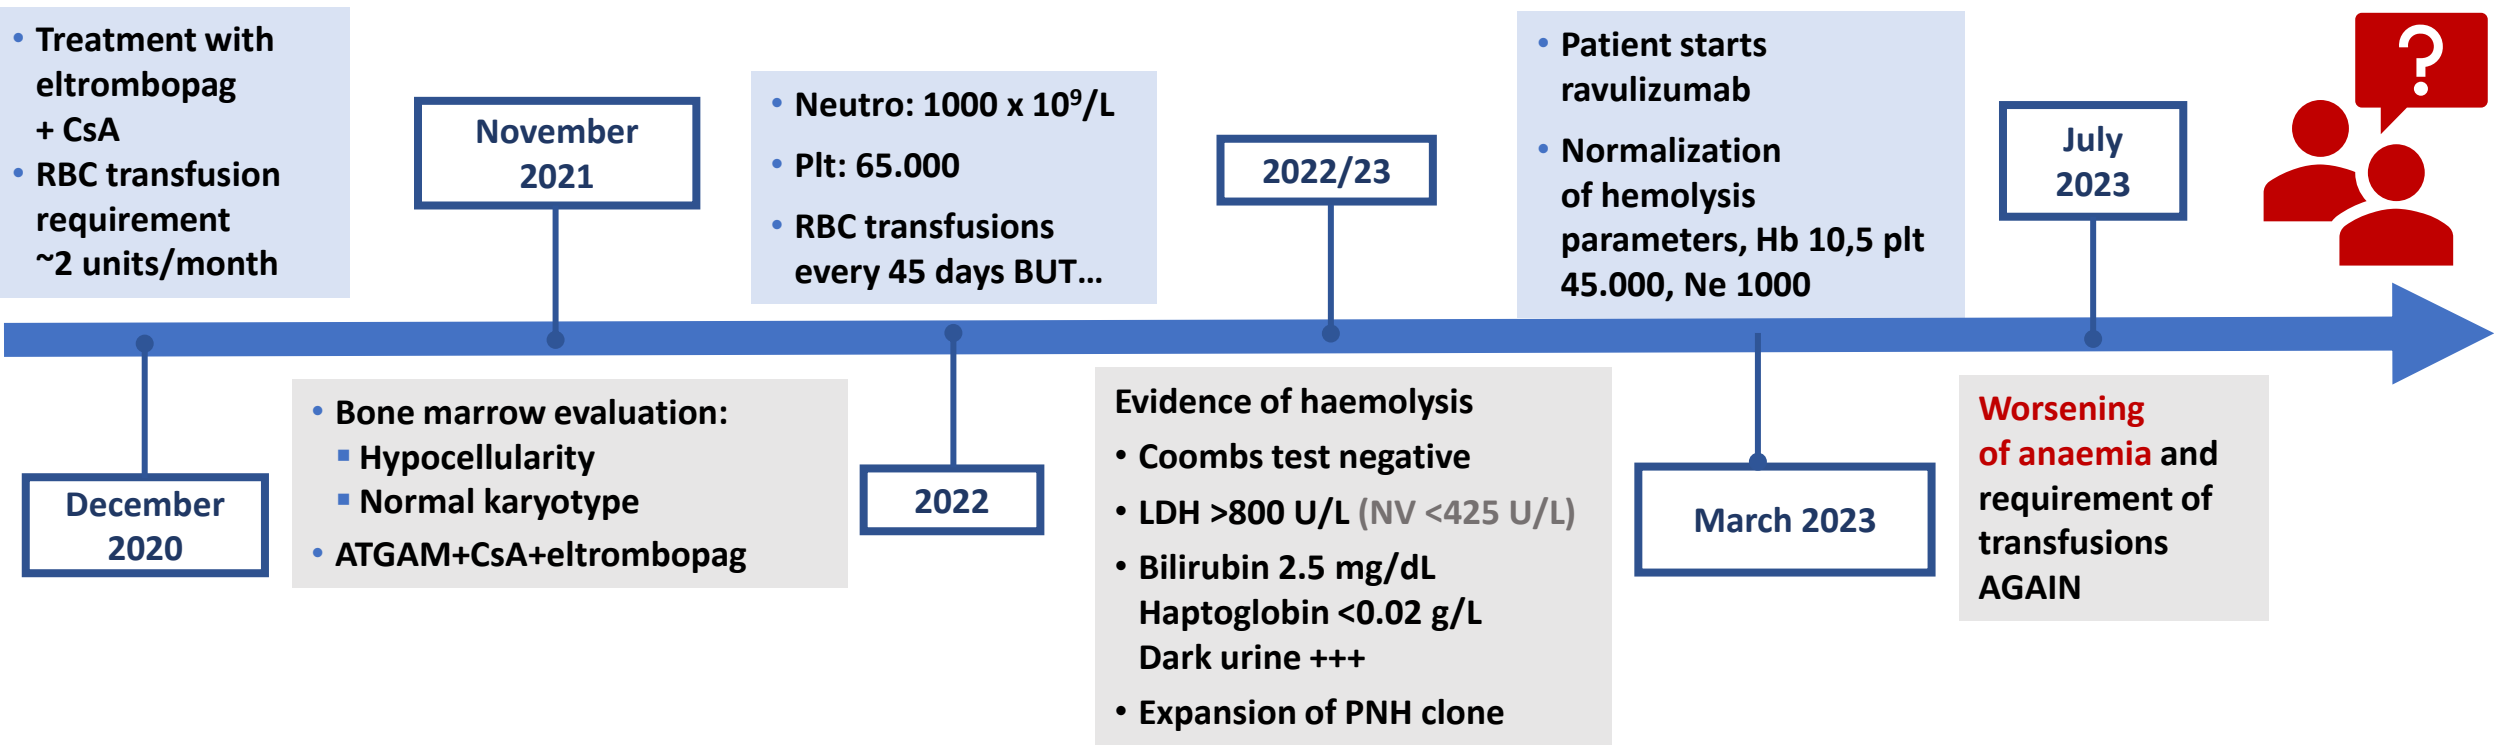 • Treatment with
eltrombopag
+ CsA
• RBC transfusion
requirement
~2 units/month
December
2020
November
2021
• Bone marrow evaluation:
▪ Hypocellularity
▪ Normal karyotype
• ATGAM+CsA+eltrombopag
• Neutro: 1000 x 10⁹/L
• Plt: 65.000
• RBC transfusions
every 45 days BUT...
2022
2022/23
Evidence of haemolysis
• Coombs test negative
• LDH >800 U/L (NV <425 U/L)
• Bilirubin 2.5 mg/dL
Haptoglobin <0.02 g/L
Dark urine +++
• Expansion of PNH clone
• Patient starts
ravulizumab
• Normalization
of hemolysis
parameters, Hb 10,5 plt
45.000, Ne 1000
March 2023
July
2023
Worsening
of anaemia and
requirement of
transfusions
AGAIN
?